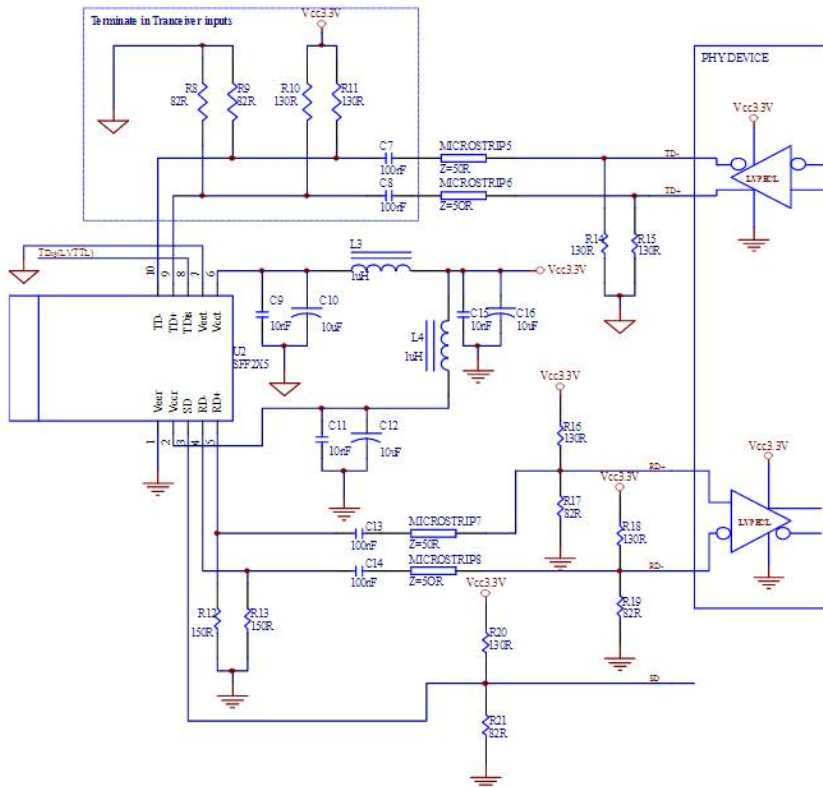 Terminate in Tranceiver inputs
Vcc3.3V
R8
82R
R9
82R
R10
130R
R11
130R
PHY DEVICE
Vcc3.3V
C7
100nF
MICROSTRIP5
Z=50R
TD-
LVPECL
C8
100nF
MICROSTRIP6
Z=5OR
TD+
R14
130R
R15
130R
TDis(LVTTL)
10
9
8
7
6
L3
1uH
Vcc3.3V
C9
10nF
C10
10uF
C15
10nF
C16
10uF
L4
1uH
TD-
TD+
TDis
Veet
Vcct
U2
SFF2X5
Veer
Vccr
SD
RD-
RD+
1
2
3
4
5
C11
10nF
C12
10uF
Vcc3.3V
R16
130R
RD+
Vcc3.3V
Vcc3.3V
R17
82R
R18
130R
LVPECL
C13
100nF
MICROSTRIP7
Z=50R
C14
100nF
MICROSTRIP8
Z=5OR
RD-
R12
150R
R13
150R
R19
82R
Vcc3.3V
R20
130R
SD
R21
82R